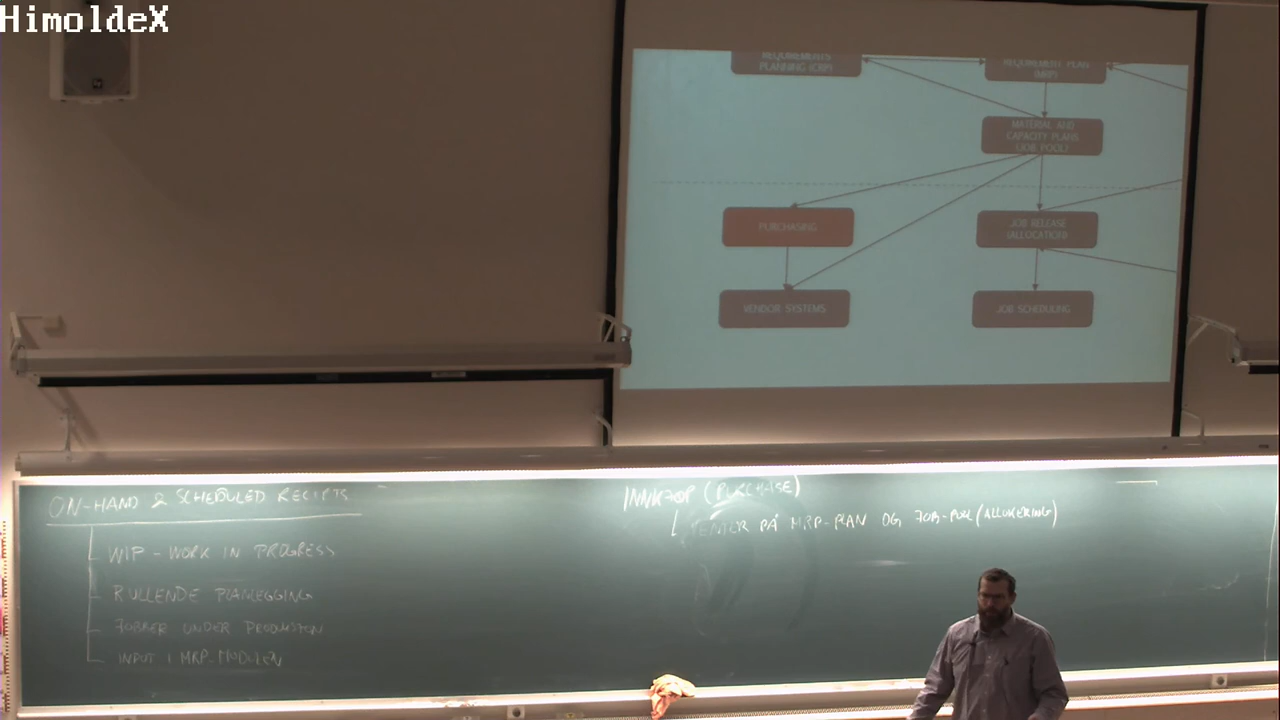 HimoldeX
REQUIREMENTS
PLANNING (CRP)
REQUIREMENT PLAN
(MRP)
MATERIAL AND
CAPACITY PLANS
(JOB POOL)
PURCHASING
JOB RELEASE
(ALLOCATION)
VENDOR SYSTEMS
JOB SCHEDULING
ON-HAND & SCHEDULED RECIPTS
WIP - WORK IN PROGRESS
RULLENDE PLANLEGGING
JOBBER UNDER PRODUKSJON
INPUT I MRP-MODULEN
INNKJØP (PURCHASE)
VENTER PÅ MRP-PLAN OG JOB-POOL (ALLOKERING)